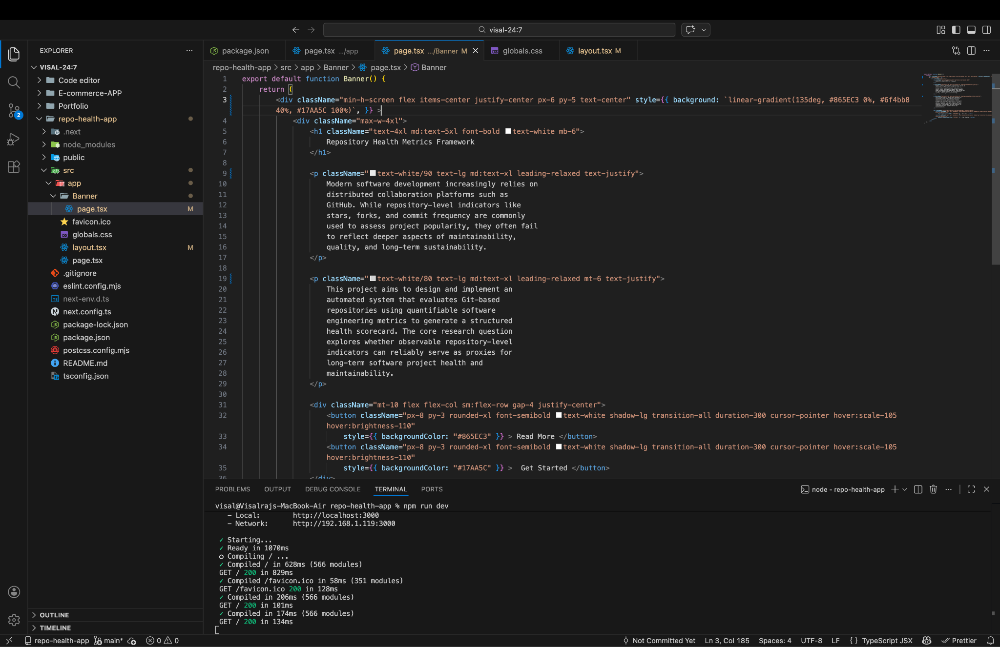 visal-24:7
EXPLORER
VISAL-24:7
Code editor
E-commerce-APP
Portfolio
repo-health-app
.next
node_modules
public
src
app
Banner
page.tsx M
favicon.ico
globals.css
layout.tsx M
page.tsx
.gitignore
eslint.config.mjs
next-env.d.ts
next.config.ts
package-lock.json
package.json
postcss.config.mjs
README.md
tsconfig.json
OUTLINE
TIMELINE
2
package.json
page.tsx .../app
page.tsx .../Banner M
globals.css
layout.tsx M
repo-health-app > src > app > Banner > page.tsx > Banner
1 export default function Banner() {
2 return (
3 <div className="min-h-screen flex items-center justify-center px-6 py-5 text-center" style={{ background: `linear-gradient(135deg, #865EC3 0%, #6f4bb8
40%, #17AA5C 100%)`, }} >
4 <div className="max-w-4xl">
5 <h1 className="text-4xl md:text-5xl font-bold text-white mb-6">
6 Repository Health Metrics Framework
7 </h1>
8
9 <p className="text-white/90 text-lg md:text-xl leading-relaxed text-justify">
10 Modern software development increasingly relies on
11 distributed collaboration platforms such as
12 GitHub. While repository-level indicators like
13 stars, forks, and commit frequency are commonly
14 used to assess project popularity, they often fail
15 to reflect deeper aspects of maintainability,
16 quality, and long-term sustainability.
17 </p>
18
19 <p className="text-white/80 text-lg md:text-xl leading-relaxed mt-6 text-justify">
20 This project aims to design and implement an
21 automated system that evaluates Git-based
22 repositories using quantifiable software
23 engineering metrics to generate a structured
24 health scorecard. The core research question
25 explores whether observable repository-level
26 indicators can reliably serve as proxies for
27 long-term software project health and
28 maintainability.
29 </p>
30
31 <div className="mt-10 flex flex-col sm:flex-row gap-4 justify-center">
32 <button className="px-8 py-3 rounded-xl font-semibold text-white shadow-lg transition-all duration-300 cursor-pointer hover:scale-105
hover:brightness-110"
33 style={{ backgroundColor: "#865EC3" }} > Read More </button>
34 <button className="px-8 py-3 rounded-xl font-semibold text-white shadow-lg transition-all duration-300 cursor-pointer hover:scale-105
hover:brightness-110"
35 style={{ backgroundColor: "#17AA5C" }} > Get Started </button>
36 </div>
PROBLEMS OUTPUT DEBUG CONSOLE TERMINAL PORTS
node - repo-health-app
visal@Visalrajs-MacBook-Air repo-health-app % npm run dev
- Local: http://localhost:3000
- Network: http://192.168.1.119:3000
✓ Starting...
✓ Ready in 1070ms
○ Compiling / ...
✓ Compiled / in 628ms (566 modules)
GET / 200 in 829ms
✓ Compiled /favicon.ico in 58ms (351 modules)
GET /favicon.ico 200 in 128ms
✓ Compiled in 206ms (566 modules)
GET / 200 in 101ms
✓ Compiled in 174ms (566 modules)
GET / 200 in 134ms
repo-health-app main* 0 0 Not Committed Yet Ln 3, Col 185 Spaces: 4 UTF-8 LF {} TypeScript JSX Prettier